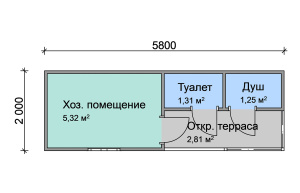 5800
2 000
Хоз. помещение
5,32 м²
Туалет
1,31 м²
Душ
1,25 м²
Откр. терраса
2,81 м²